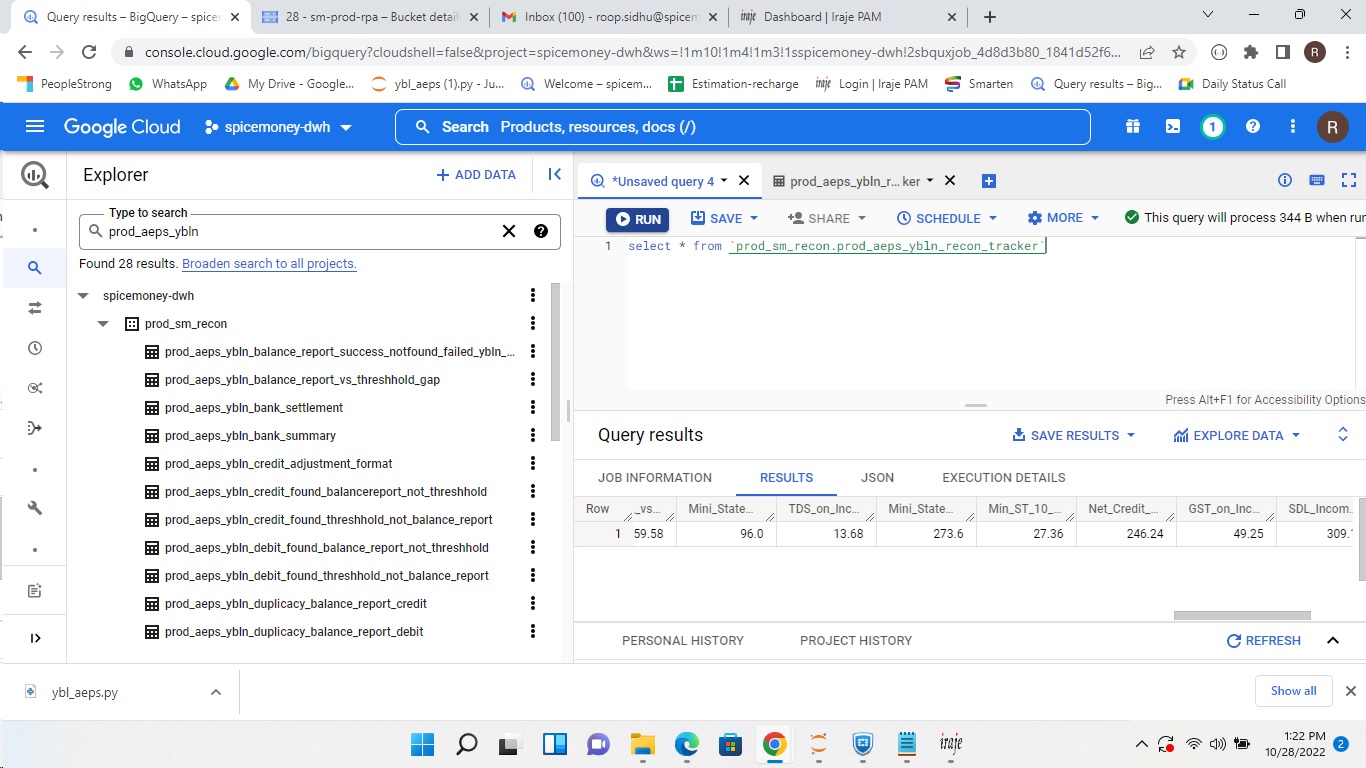 Query results – BigQuery – spicer
28 - sm-prod-rpa – Bucket detail
Inbox (100) - roop.sidhu@spicem
iraje Dashboard | Iraje PAM
console.cloud.google.com/bigquery?cloudshell=false&project=spicemoney-dwh&ws=!1m10!1m4!1m3!1sspicemoney-dwh!2sbquxjob_4d8d3b80_1841d52f6...
R
PeopleStrong
WhatsApp
My Drive - Google...
ybl_aeps (1).py - Ju...
Welcome – spicem...
Estimation-recharge
iraje Login | Iraje PAM
Smarten
Query results – Big...
Daily Status Call
Google Cloud
spicemoney-dwh
Search Products, resources, docs (/)
1
R
Explorer
+ ADD DATA
*Unsaved query 4
prod_aeps_ybln_r... ker
Type to search
prod_aeps_ybln
RUN
SAVE
SHARE
SCHEDULE
MORE
This query will process 344 B when run
1 select * from `prod_sm_recon.prod_aeps_ybln_recon_tracker`
Found 28 results. Broaden search to all projects.
spicemoney-dwh
prod_sm_recon
prod_aeps_ybln_balance_report_success_notfound_failed_ybln_...
prod_aeps_ybln_balance_report_vs_threshhold_gap
prod_aeps_ybln_bank_settlement
prod_aeps_ybln_bank_summary
prod_aeps_ybln_credit_adjustment_format
prod_aeps_ybln_credit_found_balancereport_not_threshhold
prod_aeps_ybln_credit_found_threshhold_not_balance_report
prod_aeps_ybln_debit_found_balance_report_not_threshhold
prod_aeps_ybln_debit_found_threshhold_not_balance_report
prod_aeps_ybln_duplicacy_balance_report_credit
prod_aeps_ybln_duplicacy_balance_report_debit
Press Alt+F1 for Accessibility Options
Query results
SAVE RESULTS
EXPLORE DATA
JOB INFORMATION
RESULTS
JSON
EXECUTION DETAILS
Row _vs... Mini_State... TDS_on_Inc... Mini_State... Min_ST_10_... Net_Credit_... GST_on_Inc... SDL_Incom.
1 59.58 96.0 13.68 273.6 27.36 246.24 49.25 309.1
PERSONAL HISTORY
PROJECT HISTORY
REFRESH
ybl_aeps.py
Show all
iraje
1:22 PM
10/28/2022
2